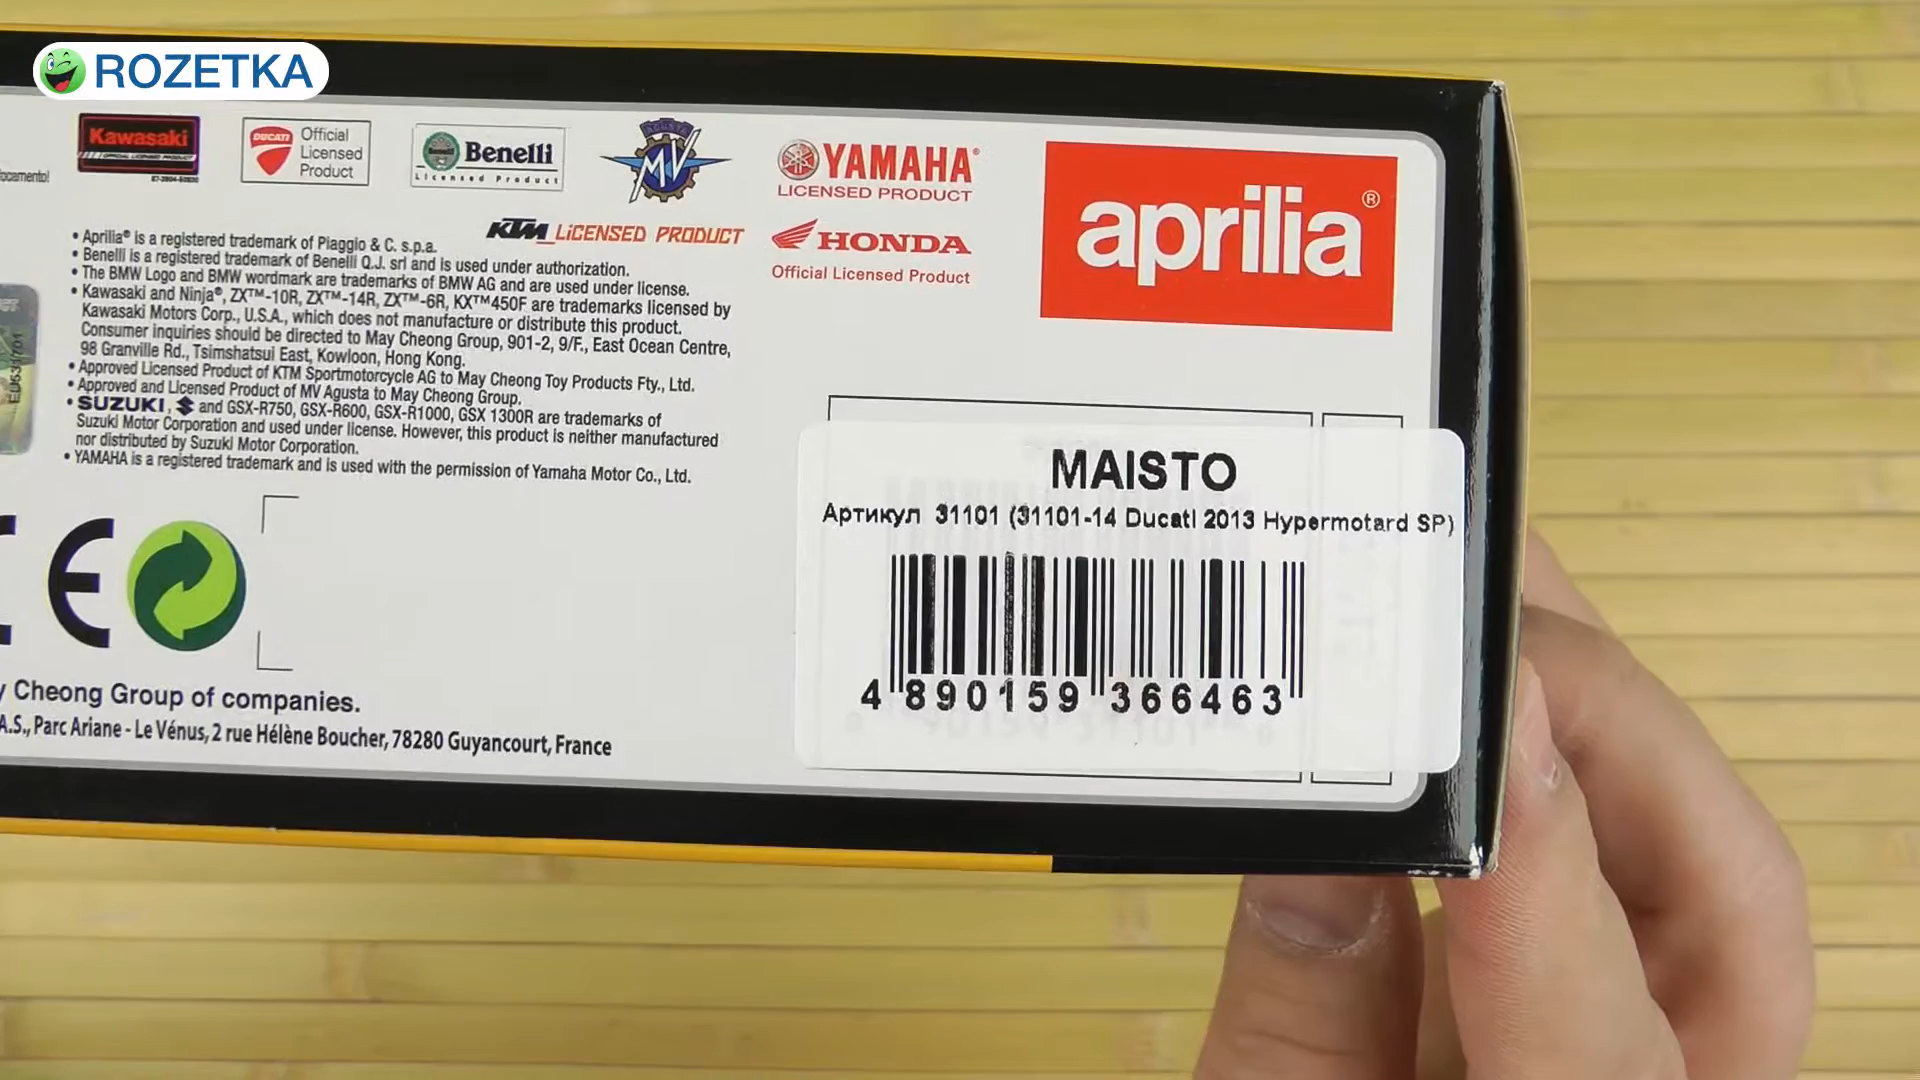 ROZETKA
Kawasaki
OFFICIAL LICENSED PRODUCT
DUCATI
Official
Licensed
Product
Benelli
Licensed Product
AGUSTA
MV
YAMAHA®
LICENSED PRODUCT
KTM LICENSED PRODUCT
HONDA
Official Licensed Product
aprilia®
• Aprilia® is a registered trademark of Piaggio & C. s.p.a.
• Benelli is a registered trademark of Benelli Q.J. srl and is used under authorization.
• The BMW Logo and BMW wordmark are trademarks of BMW AG and are used under license.
• Kawasaki and Ninja®, ZX™-10R, ZX™-14R, ZX™-6R, KX™450F are trademarks licensed by
Kawasaki Motors Corp., U.S.A., which does not manufacture or distribute this product.
Consumer inquiries should be directed to May Cheong Group, 901-2, 9/F., East Ocean Centre,
98 Granville Rd., Tsimshatsui East, Kowloon, Hong Kong.
• Approved Licensed Product of KTM Sportmotorcycle AG to May Cheong Toy Products Fty., Ltd.
• Approved and Licensed Product of MV Agusta to May Cheong Group.
• SUZUKI, and GSX-R750, GSX-R600, GSX-R1000, GSX 1300R are trademarks of
Suzuki Motor Corporation and used under license. However, this product is neither manufactured
nor distributed by Suzuki Motor Corporation.
• YAMAHA is a registered trademark and is used with the permission of Yamaha Motor Co., Ltd.
MAISTO
Артикул 31101 (31101-14 Ducati 2013 Hypermotard SP)
4 890159 366463
CE
Cheong Group of companies.
A.S., Parc Ariane - Le Vénus, 2 rue Hélène Boucher, 78280 Guyancourt, France